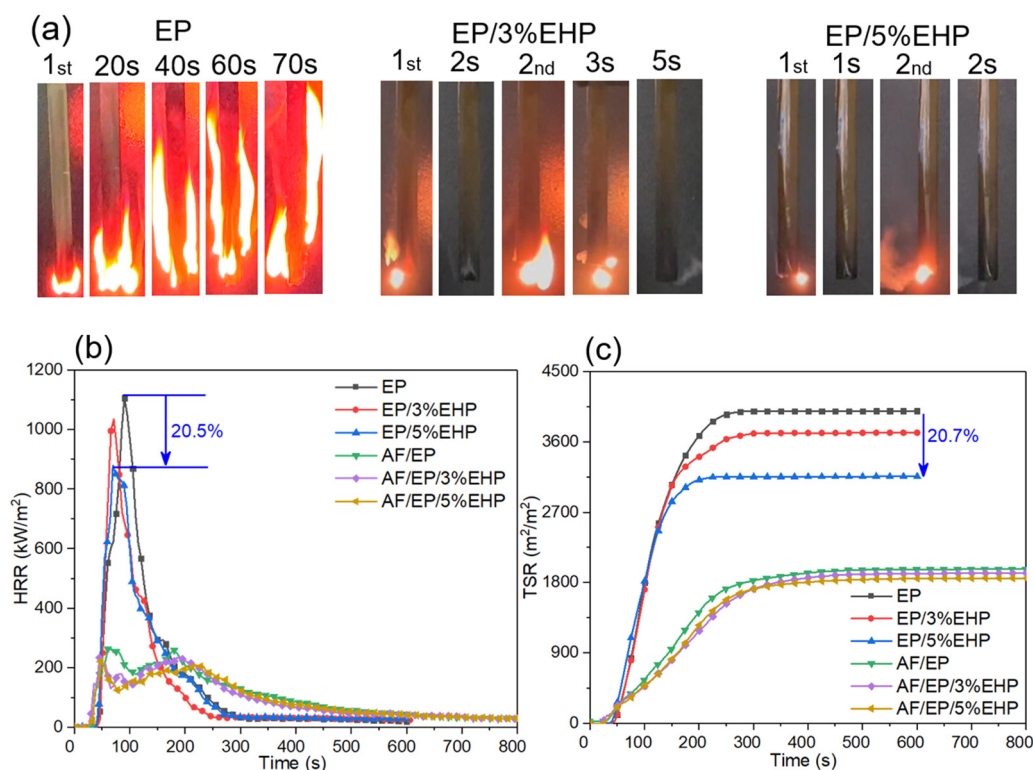 (a)
EP
1st 20s 40s 60s 70s
EP/3%EHP
1st 2s 2nd 3s 5s
EP/5%EHP
1st 1s 2nd 2s
(b)
1200
1000
800
600
400
200
0
HRR (kW/m²)
20.5%
EP
EP/3%EHP
EP/5%EHP
AF/EP
AF/EP/3%EHP
AF/EP/5%EHP
0 100 200 300 400 500 600 700 800
Time (s)
(c)
4500
3600
2700
1800
900
0
TSR (m²/m²)
20.7%
EP
EP/3%EHP
EP/5%EHP
AF/EP
AF/EP/3%EHP
AF/EP/5%EHP
0 100 200 300 400 500 600 700 800
Time (s)